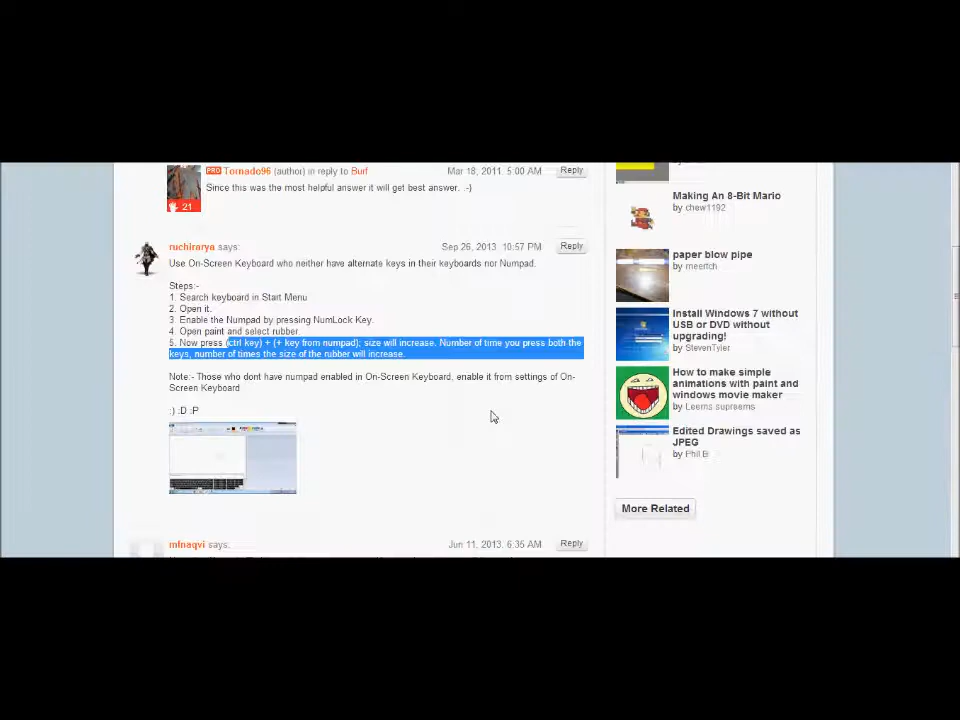 PRO Tornado96 (author) in reply to Burf
Mar 18, 2011 5:00 AM
Reply
Since this was the most helpful answer it will get best answer. .-)
21
ruchirarya says:
Sep 26, 2013 10:57 PM
Reply
Use On-Screen Keyboard who neither have alternate keys in their keyboards nor Numpad.
Steps:-
1. Search keyboard in Start Menu
2. Open it.
3. Enable the Numpad by pressing NumLock Key.
4. Open paint and select rubber.
5. Now press (ctrl key) + (+ key from numpad); size will increase. Number of time you press both the
keys, number of times the size of the rubber will increase.
Note:- Those who dont have numpad enabled in On-Screen Keyboard, enable it from settings of On-
Screen Keyboard
:) :D :P
mfnaqvi says:
Jun 11, 2013. 6:35 AM
Reply
Making An 8-Bit Mario
by chew1192
paper blow pipe
by meerfch
Install Windows 7 without
USB or DVD without
upgrading!
by StevenTyler
How to make simple
animations with paint and
windows movie maker
by Leems supreems
Edited Drawings saved as
JPEG
by Phil B
More Related